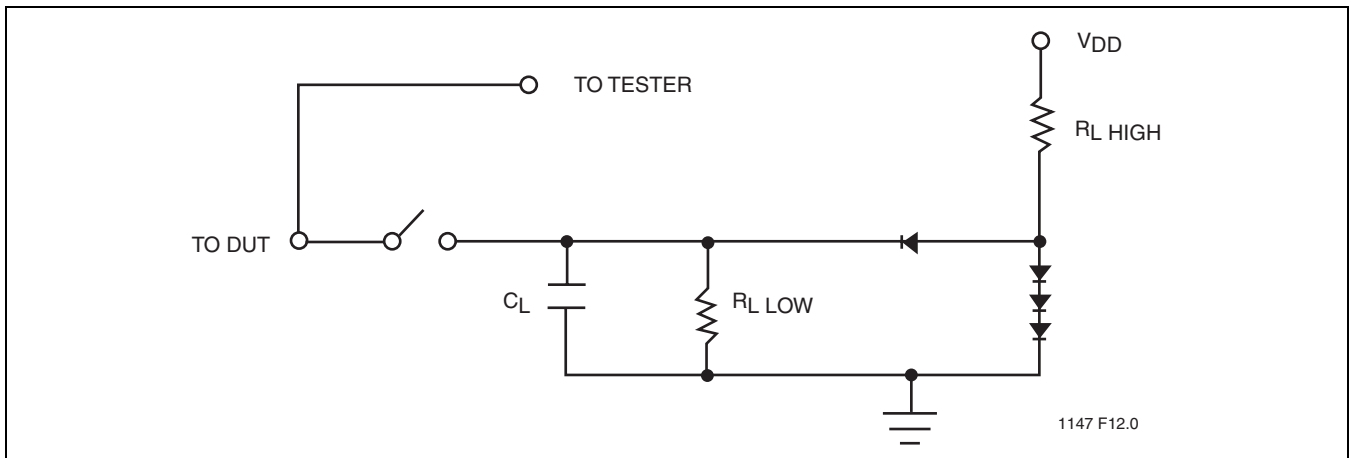 VDD
TO TESTER
RL HIGH
TO DUT
CL
RL LOW
1147 F12.0